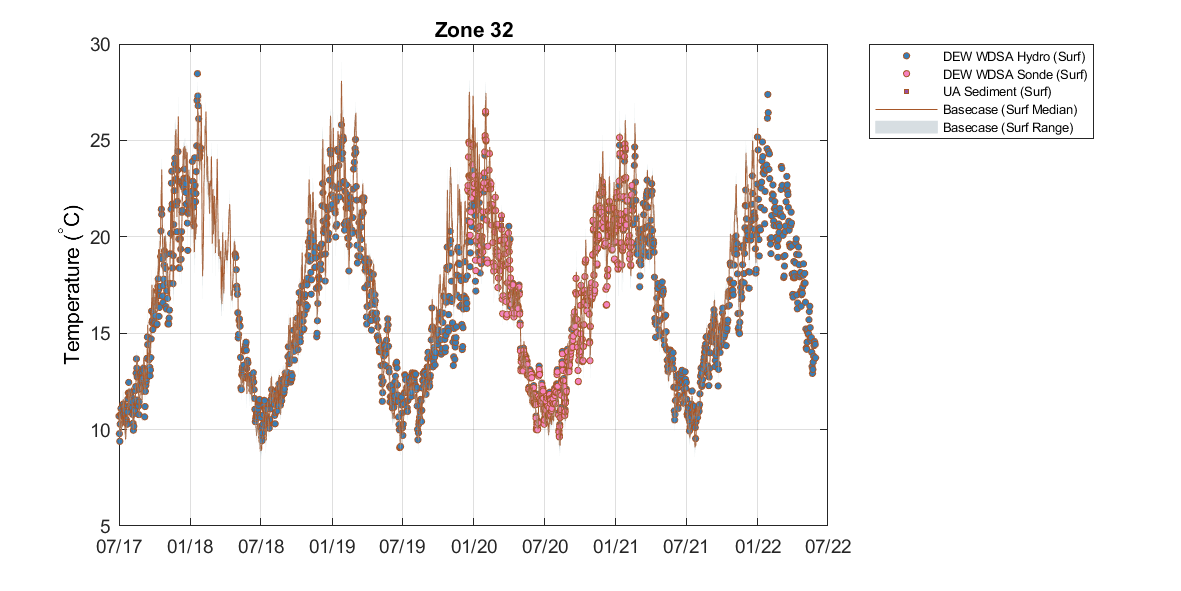 Zone 32
Temperature (°C)
30
25
20
15
10
5
07/17 01/18 07/18 01/19 07/19 01/20 07/20 01/21 07/21 01/22 07/22
DEW WDSA Hydro (Surf)
DEW WDSA Sonde (Surf)
UA Sediment (Surf)
Basecase (Surf Median)
Basecase (Surf Range)